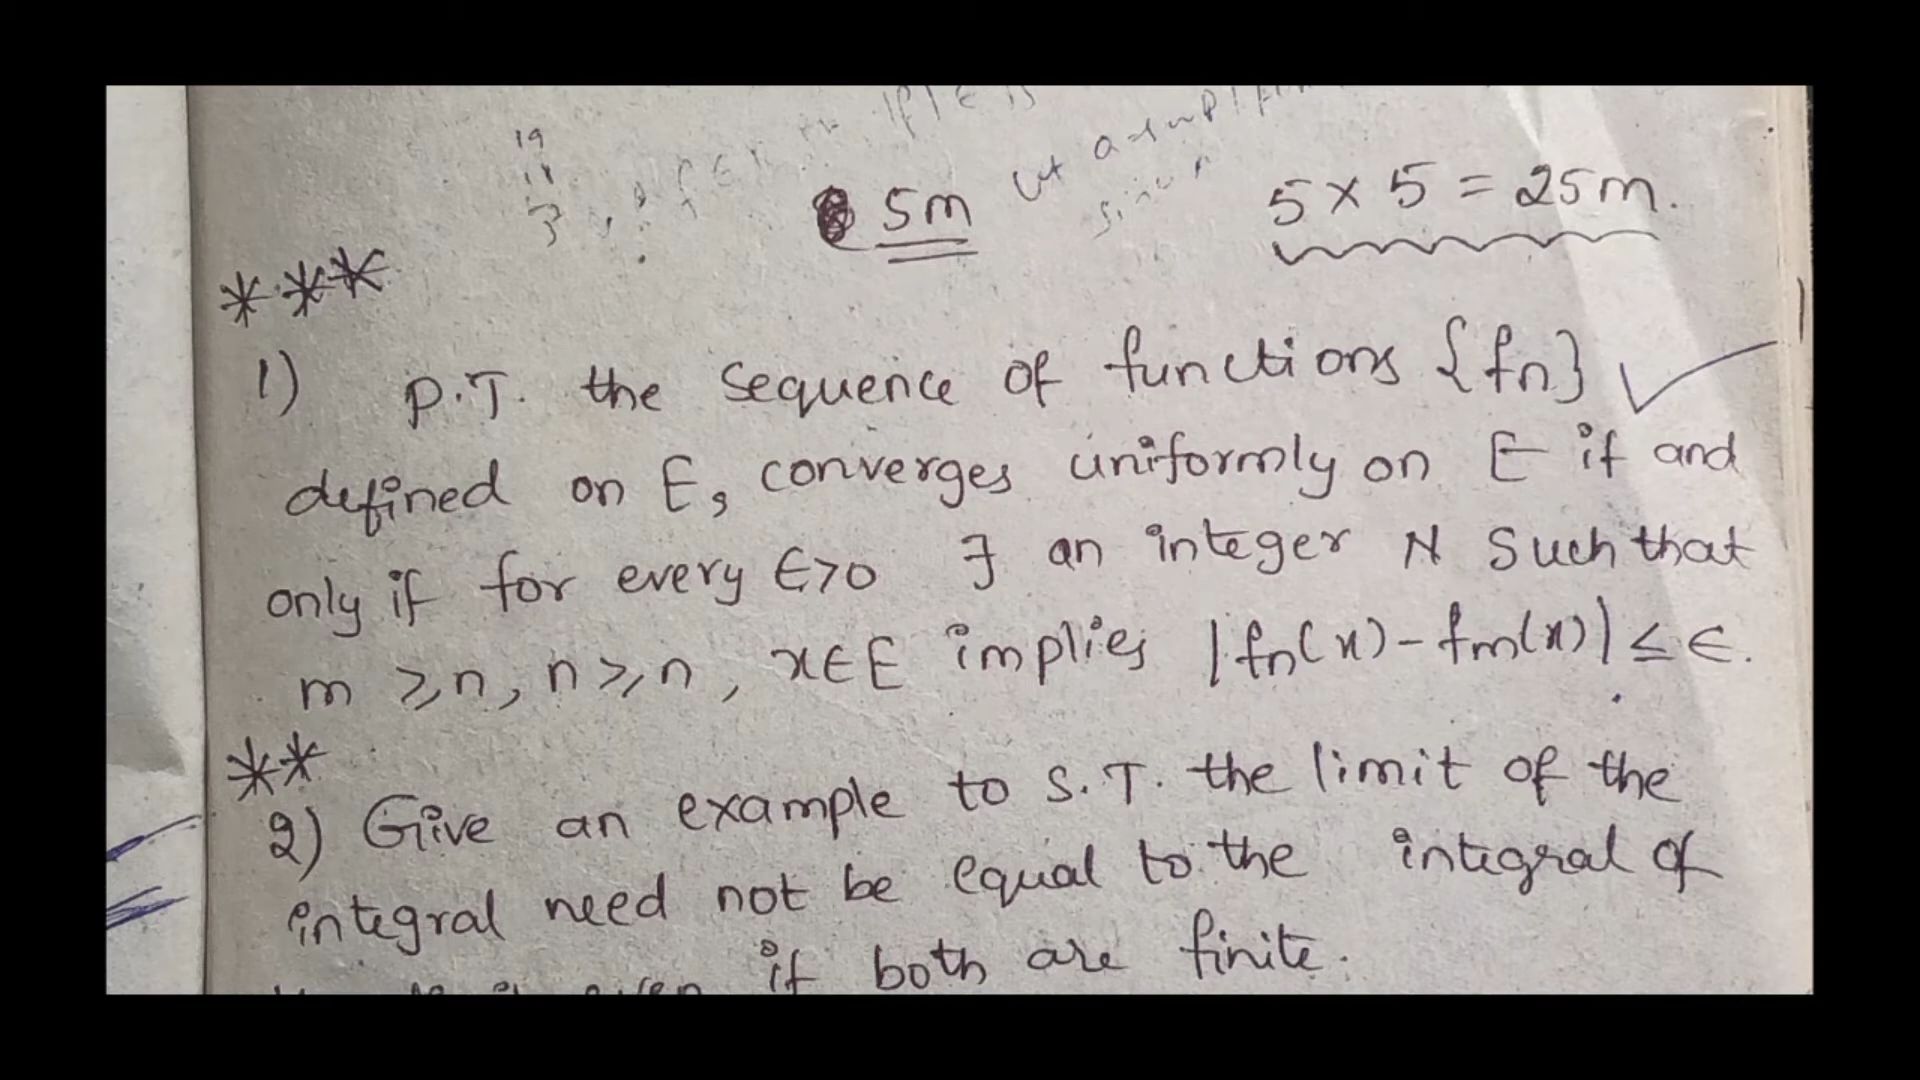 5m
5 × 5 = 25m.
***
1) P.T. the sequence of functions {fn} ✓
defined on E, converges uniformly on E if and
only if for every ∈>0 ∃ an integer N Such that
m ⩾n, n⩾n, x∈E implies |fn(x)-fm(x)| ≤ ∈.
**
2) Give an example to S.T. the limit of the
integral need not be equal to the integral of
if both are finite.